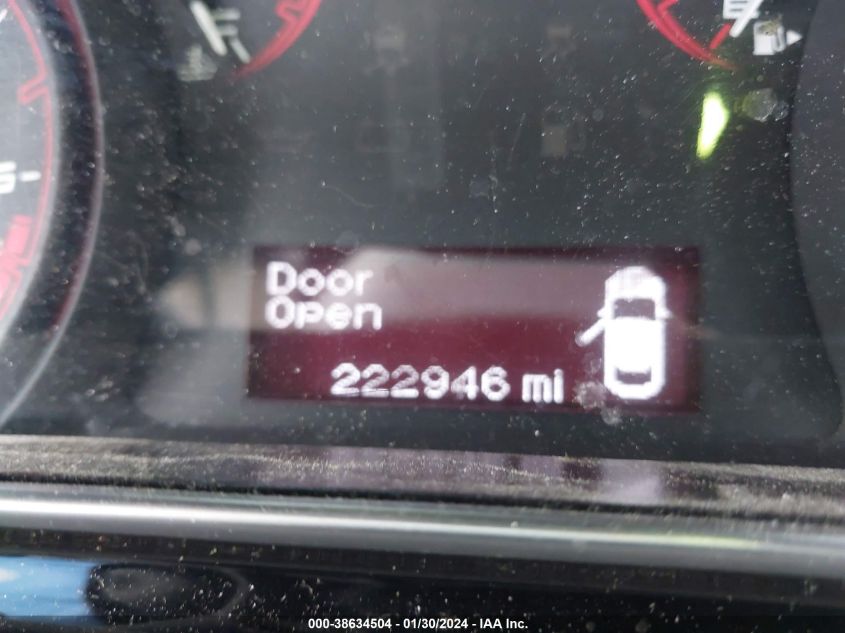 Door
Open
222946 mi
000-38634504 - 01/30/2024 - IAA Inc.